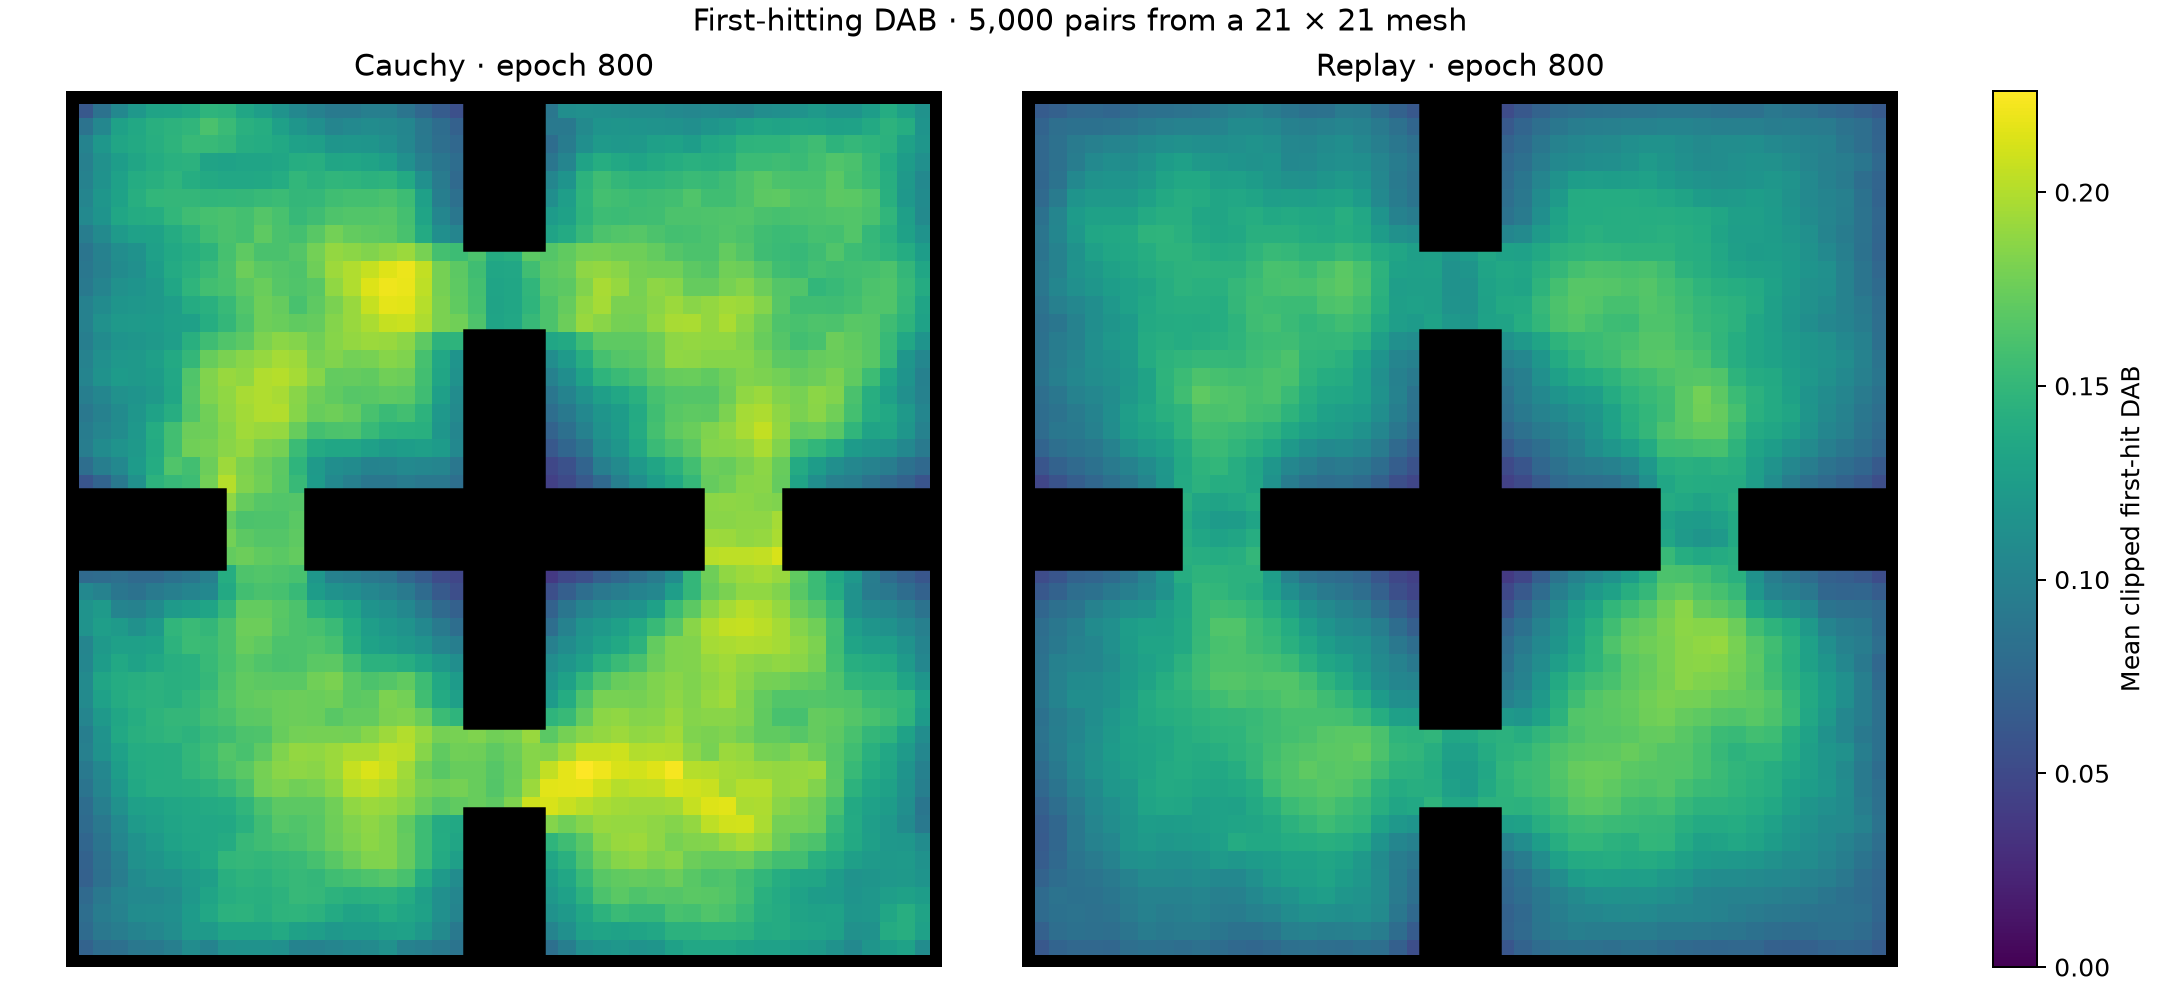 First-hitting DAB · 5,000 pairs from a 21 × 21 mesh
Cauchy · epoch 800
Replay · epoch 800
0.20
0.15
0.10
0.05
0.00
Mean clipped first-hit DAB